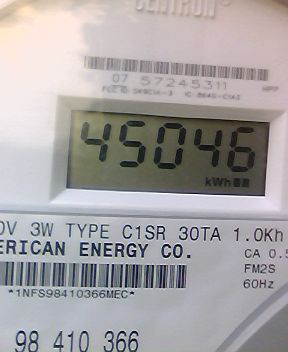 CENTRON
07 57245311
45046
kWh
0V 3W TYPE C1SR 30TA 1.0Kh
ERICAN ENERGY CO.
CA 0.5
FM2S
60Hz
*1NFS98410366MEC*
98 410 366